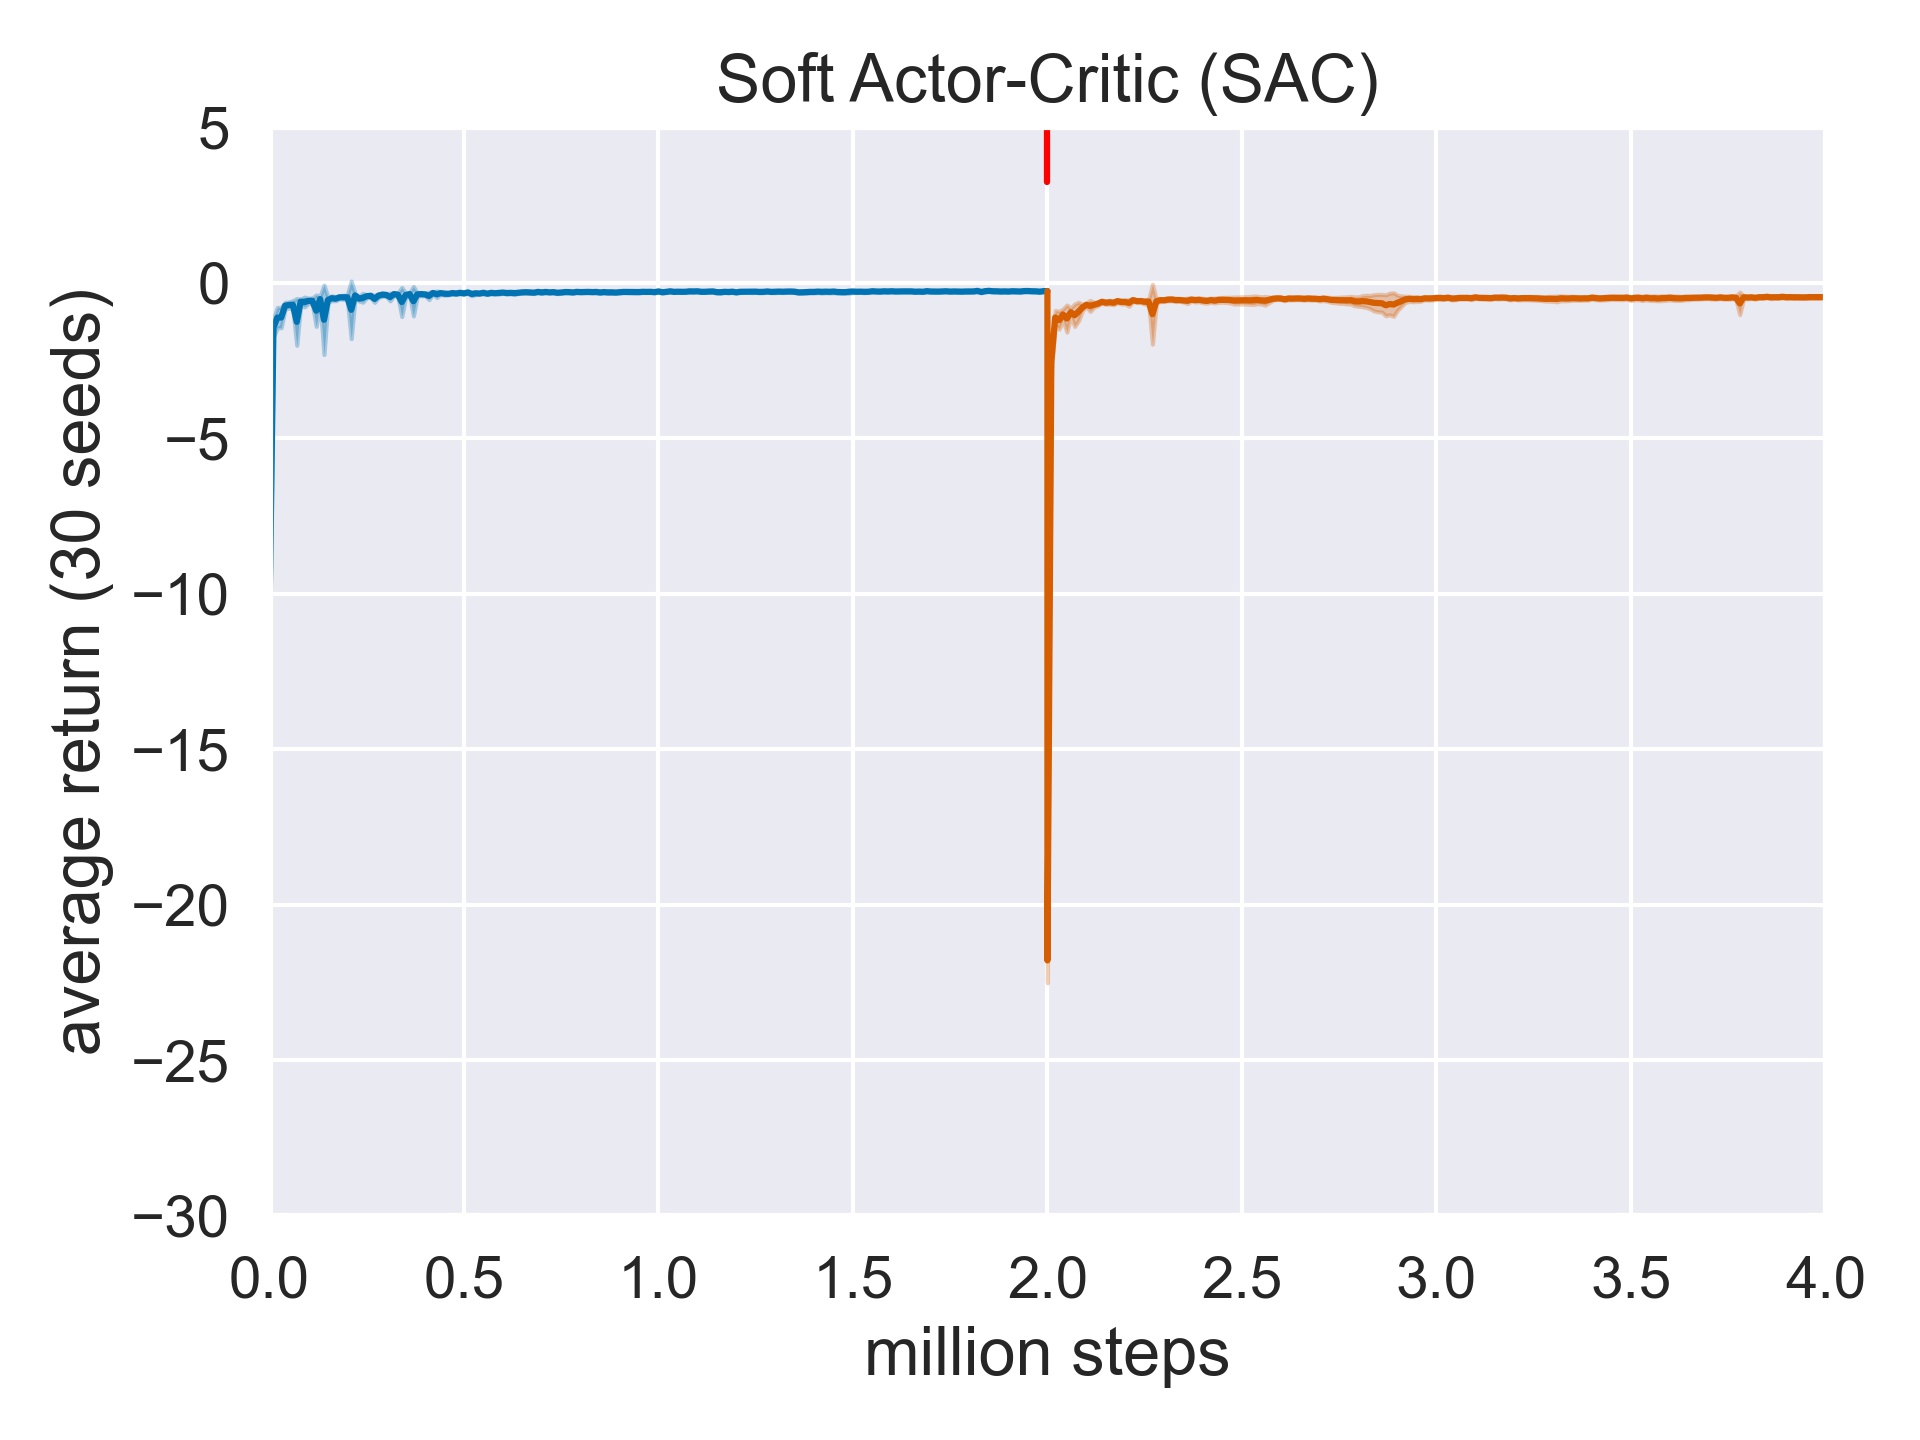 Soft Actor-Critic (SAC)
average return (30 seeds)
5
0
−5
−10
−15
−20
−25
−30
0.0 0.5 1.0 1.5 2.0 2.5 3.0 3.5 4.0
million steps